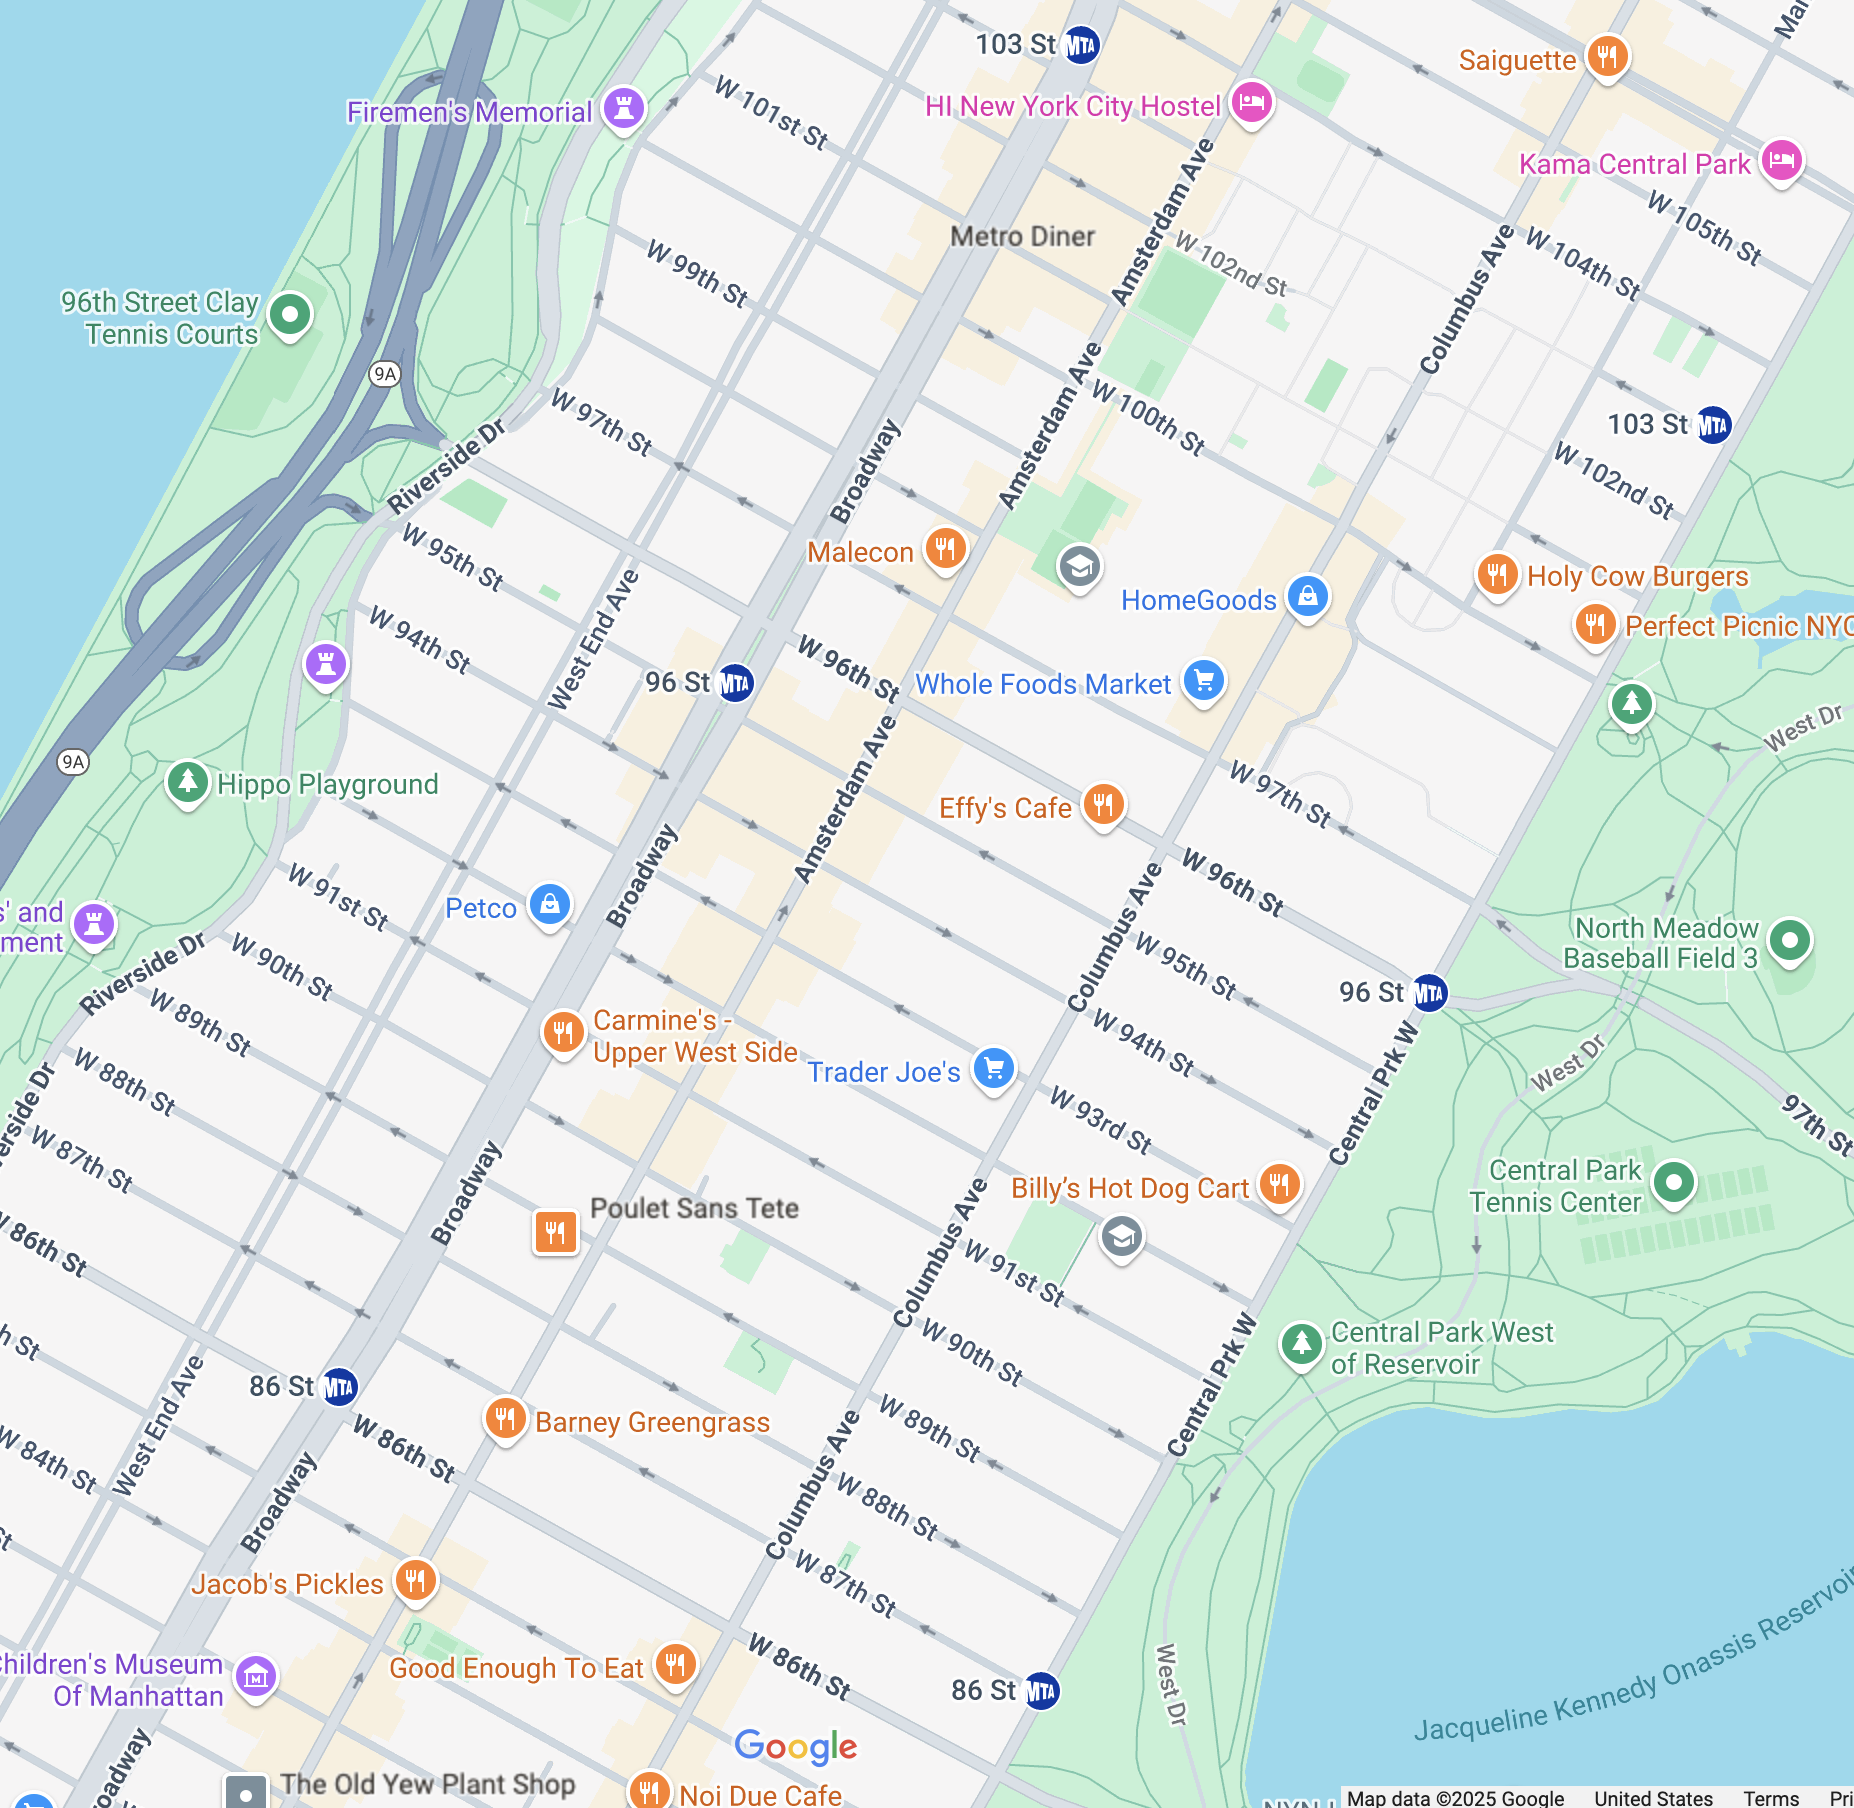 103 St
MTA
Saiguette
Firemen's Memorial
HI New York City Hostel
W 101st St
Kama Central Park
Amsterdam Ave
W 105th St
W 99th St
Metro Diner
W 102nd St
W 104th St
Columbus Ave
96th Street Clay
Tennis Courts
9A
W 97th St
Amsterdam Ave
W 100th St
103 St
MTA
Riverside Dr
Broadway
W 102nd St
W 95th St
Malecon
Holy Cow Burgers
HomeGoods
Perfect Picnic NYC
W 94th St
West End Ave
W 96th St
96 St
MTA
Whole Foods Market
West Dr
9A
Hippo Playground
Amsterdam Ave
W 97th St
Effy's Cafe
W 91st St
Broadway
W 96th St
Petco
s' and
ment
Columbus Ave
North Meadow
Baseball Field 3
W 90th St
Riverside Dr
W 95th St
96 St
MTA
W 89th St
Carmine's -
Upper West Side
W 94th St
Central Prk W
West Dr
Trader Joe's
W 88th St
erside Dr
W 93rd St
97th St
W 87th St
Broadway
Central Park
Tennis Center
Billy's Hot Dog Cart
Poulet Sans Tete
Columbus Ave
W 86th St
W 91st St
Central Park West
of Reservoir
h St
W 90th St
Central Prk W
West End Ave
86 St
MTA
Barney Greengrass
W 86th St
W 89th St
Columbus Ave
W 84th St
Broadway
W 88th St
St
Jacob's Pickles
W 87th St
Good Enough To Eat
Children's Museum
Of Manhattan
W 86th St
86 St
MTA
West Dr
Jacqueline Kennedy Onassis Reservoir
Google
roadway
The Old Yew Plant Shop
Noi Due Cafe
Map data ©2025 Google United States Terms Pri